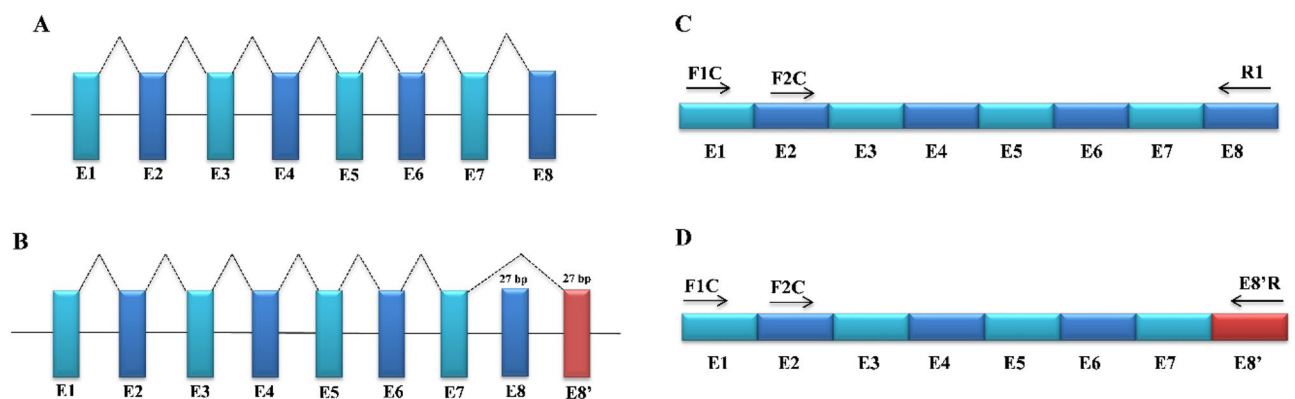 A
E1 E2 E3 E4 E5 E6 E7 E8
B
27 bp 27 bp
E1 E2 E3 E4 E5 E6 E7 E8 E8'
C
F1C F2C R1
E1 E2 E3 E4 E5 E6 E7 E8
D
F1C F2C E8'R
E1 E2 E3 E4 E5 E6 E7 E8'